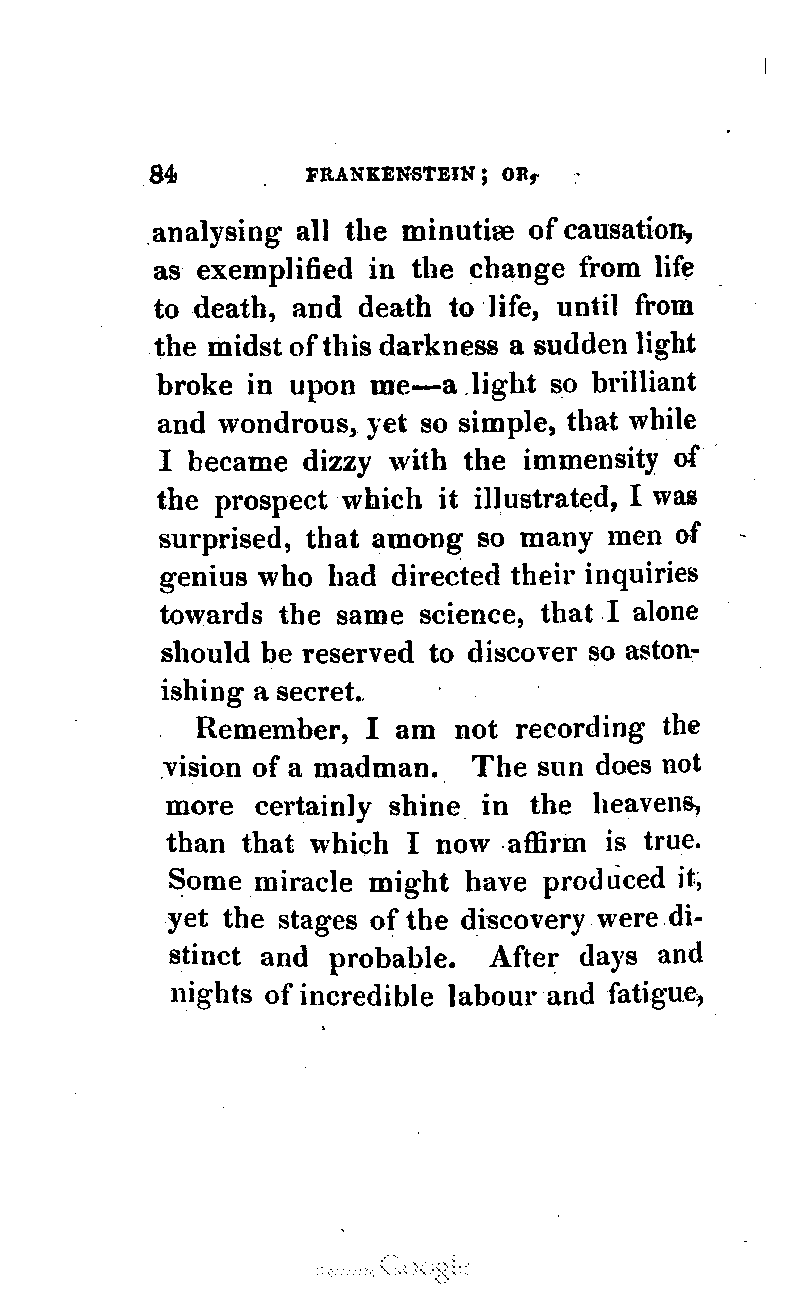 84 FRANKENSTEIN; OR,
analysing all the minutiæ of causation,
as exemplified in the change from life
to death, and death to life, until from
the midst of this darkness a sudden light
broke in upon me—a light so brilliant
and wondrous, yet so simple, that while
I became dizzy with the immensity of
the prospect which it illustrated, I was
surprised, that among so many men of
genius who had directed their inquiries
towards the same science, that I alone
should be reserved to discover so aston-
ishing a secret.
Remember, I am not recording the
vision of a madman. The sun does not
more certainly shine in the heavens,
than that which I now affirm is true.
Some miracle might have produced it,
yet the stages of the discovery were di-
stinct and probable. After days and
nights of incredible labour and fatigue,
Google